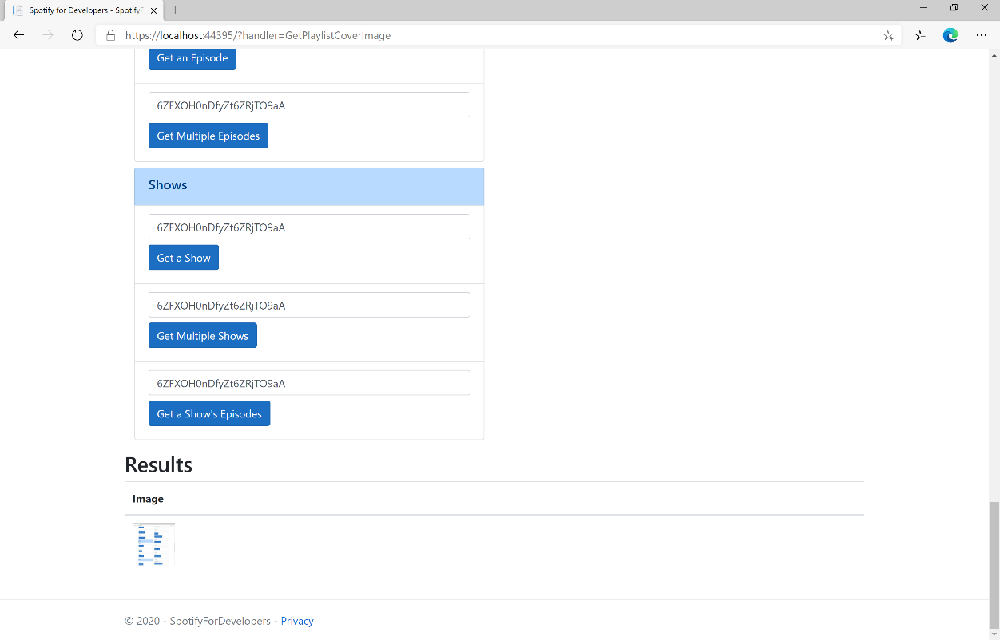 Spotify for Developers - SpotifyF
https://localhost:44395/?handler=GetPlaylistCoverImage
Get an Episode
6ZFXOH0nDfyZt6ZRjTO9aA
Get Multiple Episodes
Shows
6ZFXOH0nDfyZt6ZRjTO9aA
Get a Show
6ZFXOH0nDfyZt6ZRjTO9aA
Get Multiple Shows
6ZFXOH0nDfyZt6ZRjTO9aA
Get a Show's Episodes
Results
Image
© 2020 - SpotifyForDevelopers - Privacy